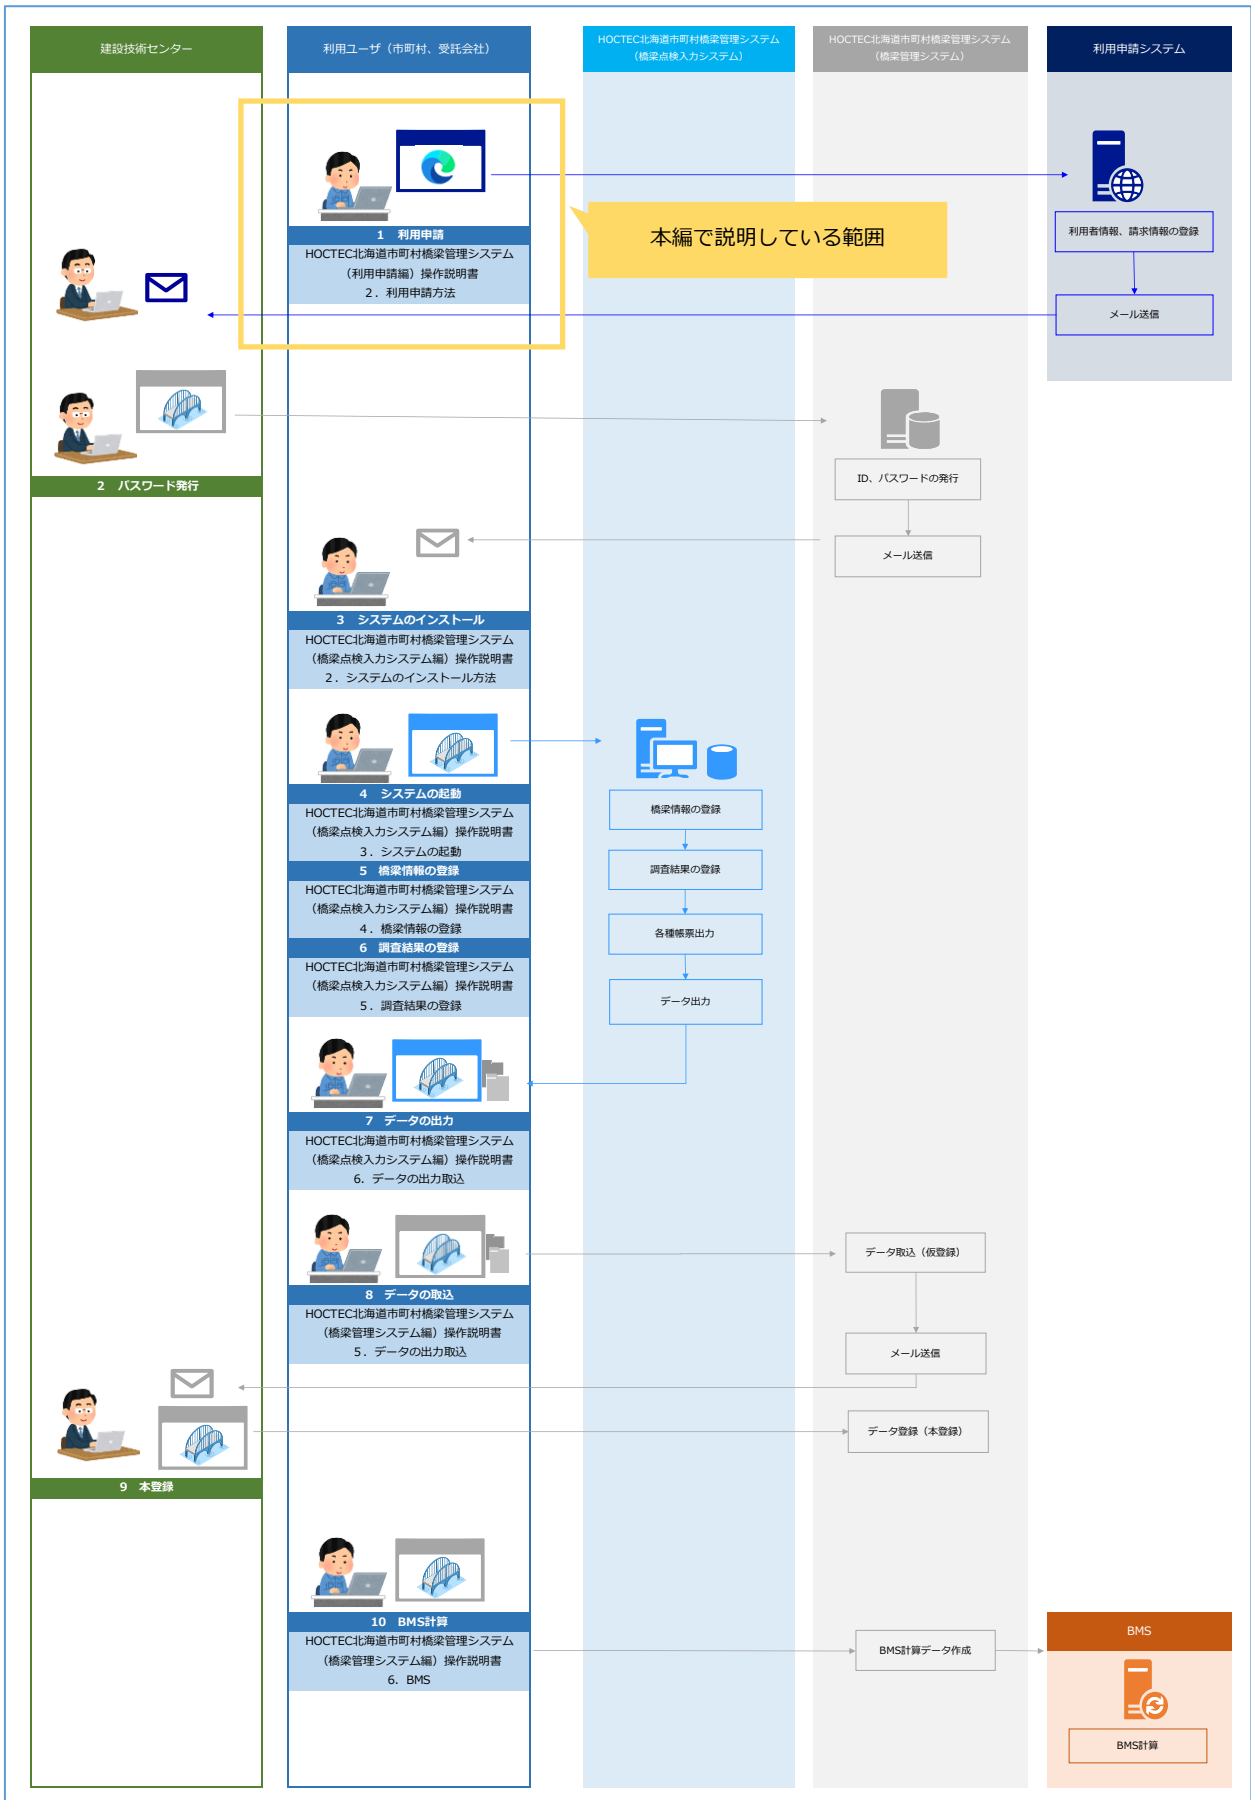 建設技術センター
利用ユーザ（市町村、受託会社）
HOCTEC北海道市町村橋梁管理システム
（橋梁点検入力システム）
HOCTEC北海道市町村橋梁管理システム
（橋梁管理システム）
利用申請システム
1　利用申請
HOCTEC北海道市町村橋梁管理システム
（利用申請編）操作説明書
2．利用申請方法
本編で説明している範囲
利用者情報、請求情報の登録
メール送信
2　パスワード発行
ID、パスワードの発行
メール送信
3　システムのインストール
HOCTEC北海道市町村橋梁管理システム
（橋梁点検入力システム編）操作説明書
2．システムのインストール方法
4　システムの起動
HOCTEC北海道市町村橋梁管理システム
（橋梁点検入力システム編）操作説明書
3．システムの起動
5　橋梁情報の登録
HOCTEC北海道市町村橋梁管理システム
（橋梁点検入力システム編）操作説明書
4．橋梁情報の登録
6　調査結果の登録
HOCTEC北海道市町村橋梁管理システム
（橋梁点検入力システム編）操作説明書
5．調査結果の登録
橋梁情報の登録
調査結果の登録
各種帳票出力
データ出力
7　データの出力
HOCTEC北海道市町村橋梁管理システム
（橋梁点検入力システム編）操作説明書
6．データの出力取込
8　データの取込
HOCTEC北海道市町村橋梁管理システム
（橋梁管理システム編）操作説明書
5．データの出力取込
データ取込（仮登録）
メール送信
データ登録（本登録）
9　本登録
10　BMS計算
HOCTEC北海道市町村橋梁管理システム
（橋梁管理システム編）操作説明書
6．BMS
BMS計算データ作成
BMS
BMS計算